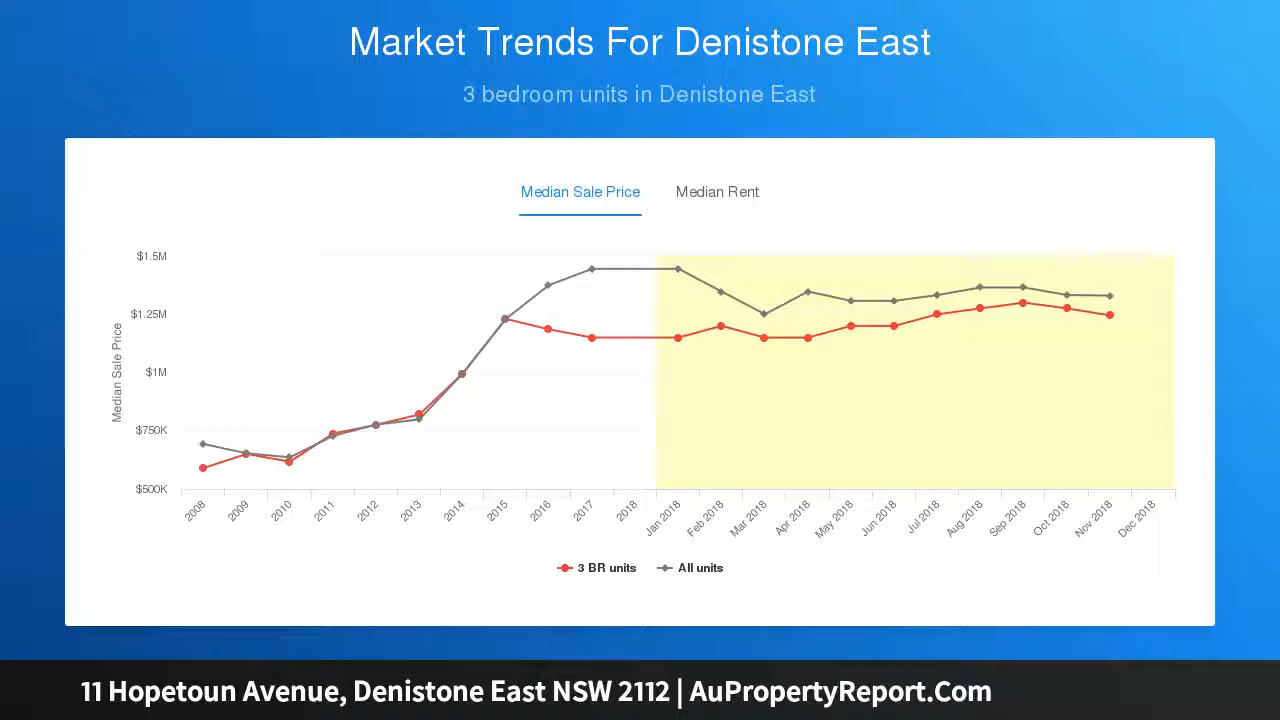 Market Trends For Denistone East
3 bedroom units in Denistone East
Median Sale Price Median Rent
$1.5M
$1.25M
$1M
$750K
$500K
Median Sale Price
2008 2009 2010 2011 2012 2013 2014 2015 2016 2017 2018 Jan 2018 Feb 2018 Mar 2018 Apr 2018 May 2018 Jun 2018 Jul 2018 Aug 2018 Sep 2018 Oct 2018 Nov 2018 Dec 2018
3 BR units All units
11 Hopetoun Avenue, Denistone East NSW 2112 | AuPropertyReport.Com